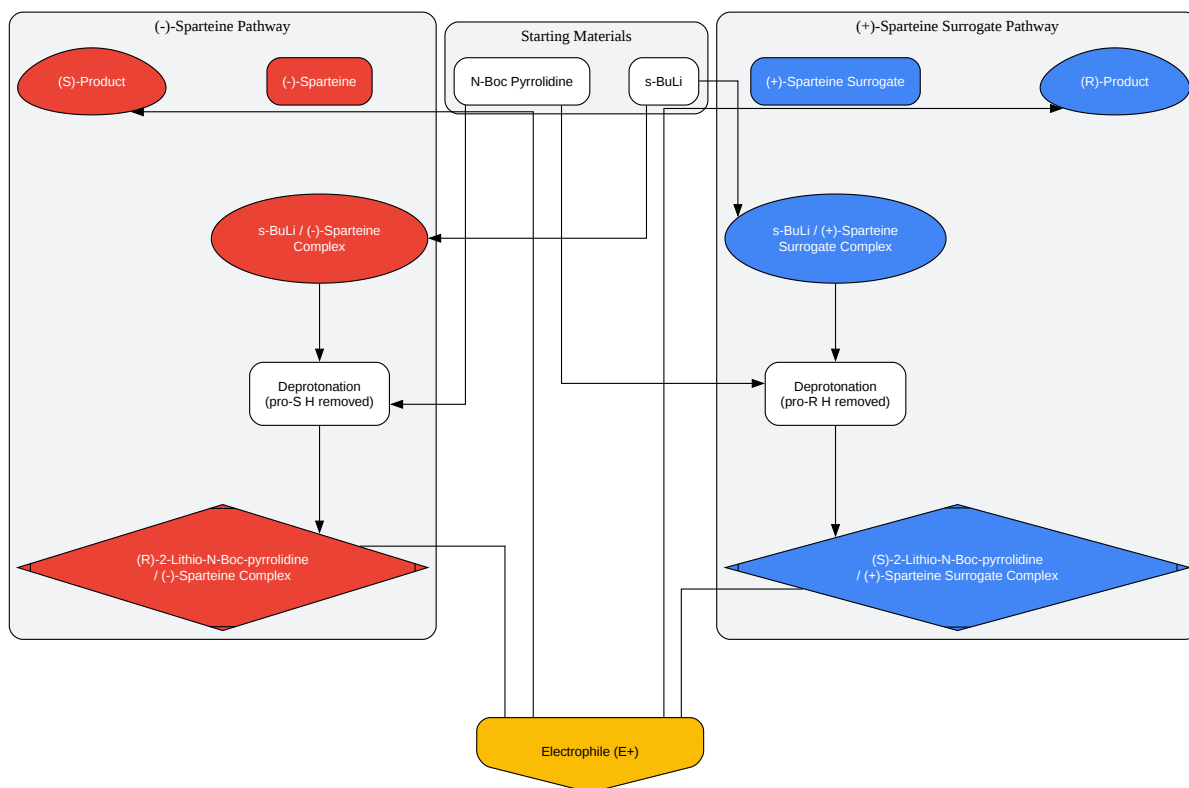 (-)-Sparteine Pathway
Starting Materials
(+)-Sparteine Surrogate Pathway
(S)-Product
(-)-Sparteine
N-Boc Pyrrolidine
s-BuLi
(+)-Sparteine Surrogate
(R)-Product
s-BuLi / (-)-Sparteine
Complex
s-BuLi / (+)-Sparteine
Surrogate Complex
Deprotonation
(pro-S H removed)
Deprotonation
(pro-R H removed)
(R)-2-Lithio-N-Boc-pyrrolidine
/ (-)-Sparteine Complex
(S)-2-Lithio-N-Boc-pyrrolidine
/ (+)-Sparteine Surrogate Complex
Electrophile (E+)